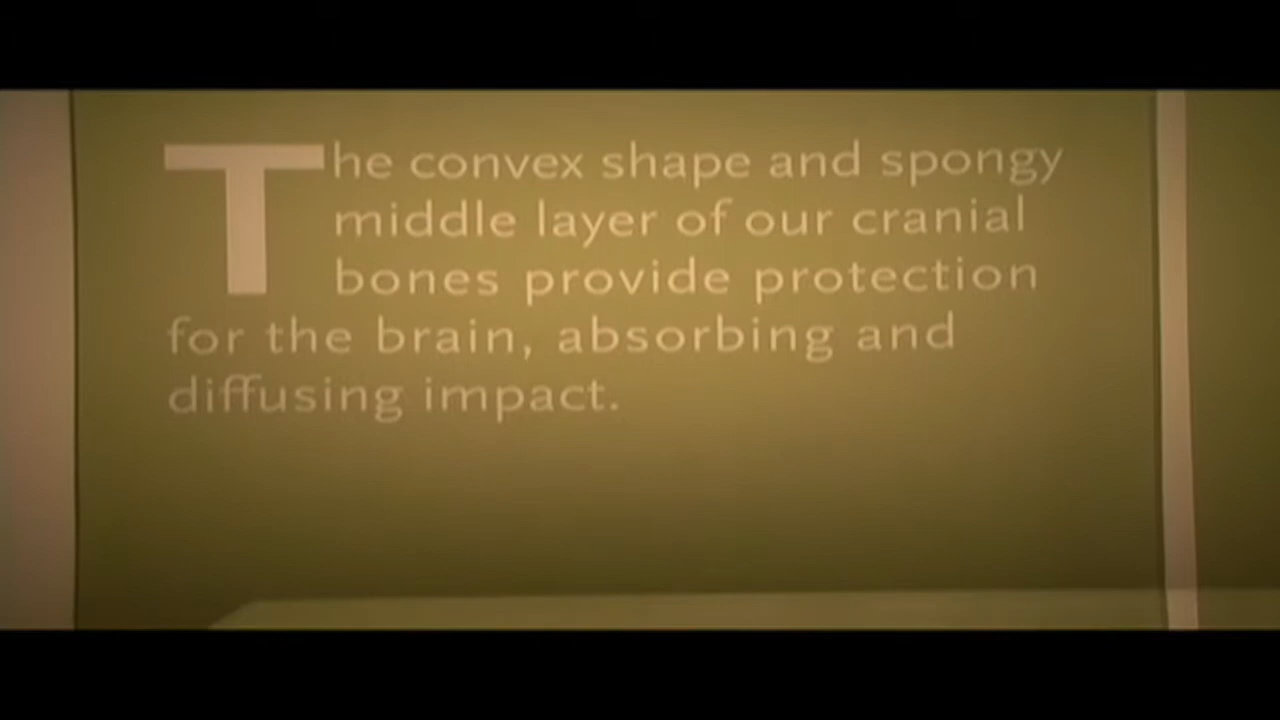 The convex shape and spongy
middle layer of our cranial
bones provide protection
for the brain, absorbing and
diffusing impact.